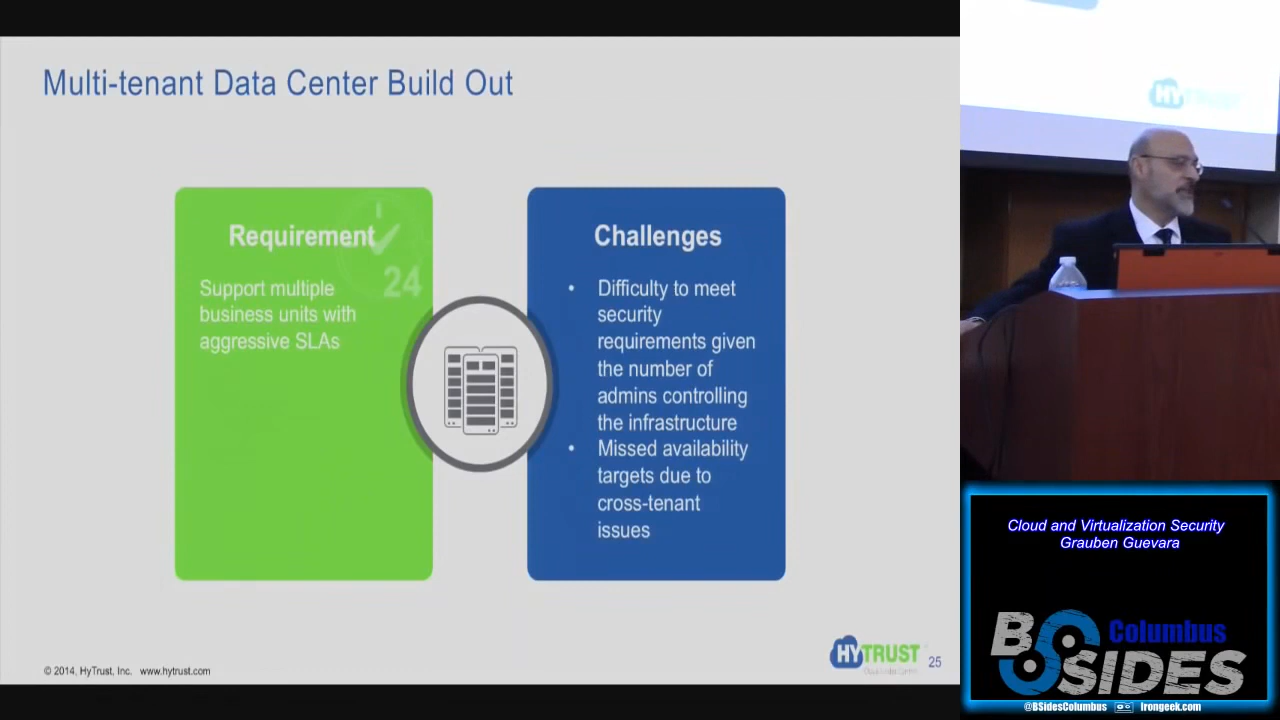 Multi-tenant Data Center Build Out
Requirement
24
Support multiple
business units with
aggressive SLAs
Challenges
• Difficulty to meet
security
requirements given
the number of
admins controlling
the infrastructure
• Missed availability
targets due to
cross-tenant
issues
© 2014, HyTrust, Inc. www.hytrust.com
HYTRUST
25
HYTRUST
Cloud and Virtualization Security
Grauben Guevara
BSIDES
Columbus
@BSidesColumbus
Irongeek.com